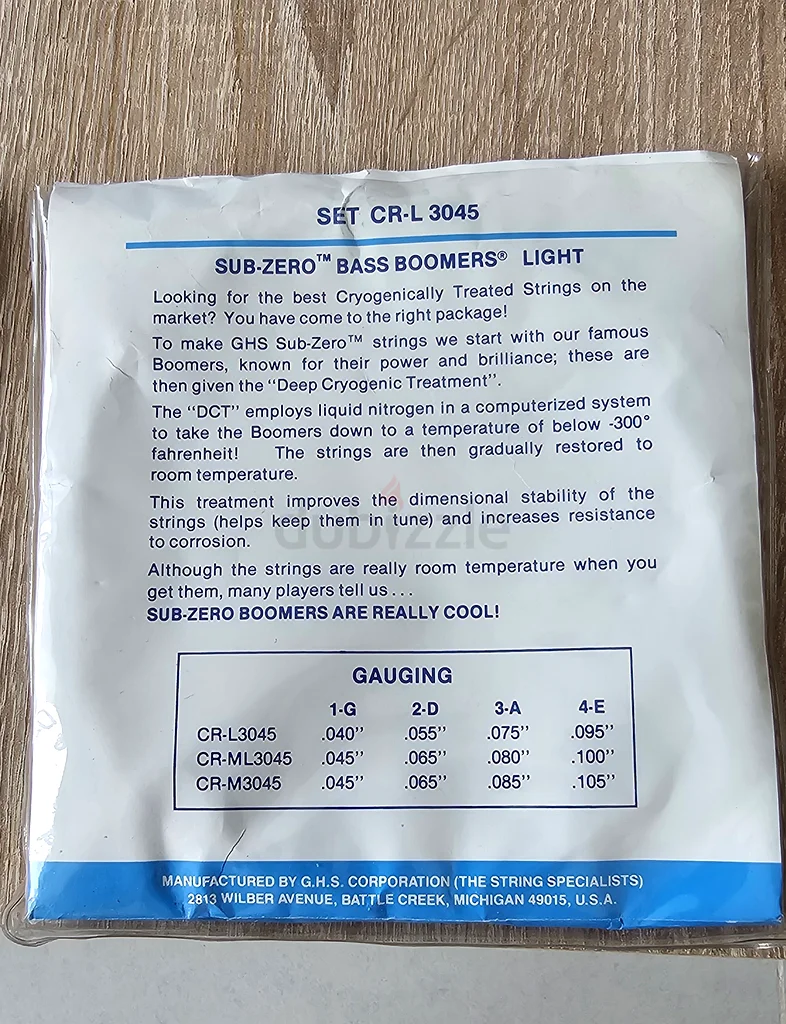 SET CR-L 3045
SUB-ZERO™ BASS BOOMERS® LIGHT
Looking for the best Cryogenically Treated Strings on the
market? You have come to the right package!
To make GHS Sub-Zero™ strings we start with our famous
Boomers, known for their power and brilliance; these are
then given the “Deep Cryogenic Treatment”.
The “DCT” employs liquid nitrogen in a computerized system
to take the Boomers down to a temperature of below -300°
fahrenheit! The strings are then gradually restored to
room temperature.
This treatment improves the dimensional stability of the
strings (helps keep them in tune) and increases resistance
to corrosion.
dubizzle
Although the strings are really room temperature when you
get them, many players tell us...
SUB-ZERO BOOMERS ARE REALLY COOL!
GAUGING
1-G 2-D 3-A 4-E
CR-L3045 .040’’ .055’’ .075’’ .095’’
CR-ML3045 .045’’ .065’’ .080’’ .100’’
CR-M3045 .045’’ .065’’ .085’’ .105’’
MANUFACTURED BY G.H.S. CORPORATION (THE STRING SPECIALISTS)
2813 WILBER AVENUE, BATTLE CREEK, MICHIGAN 49015, U.S.A.